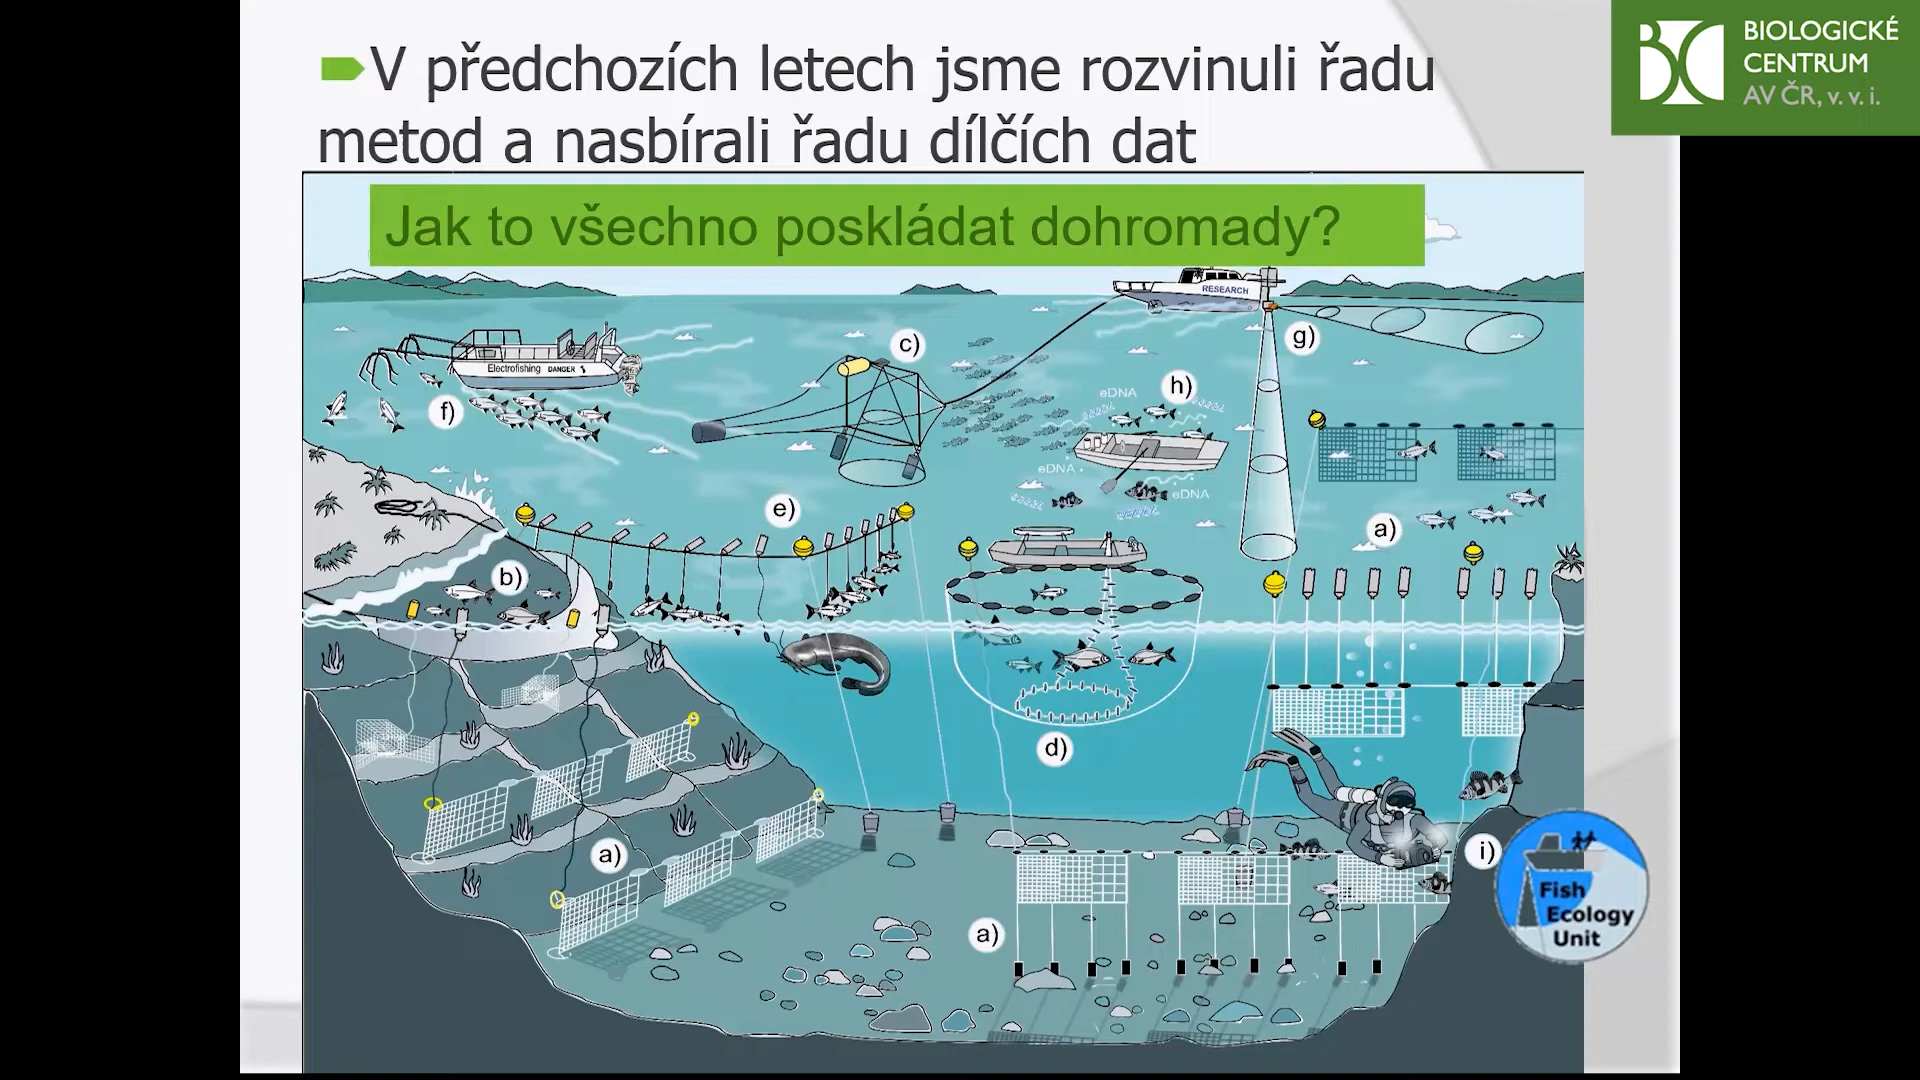 V předchozích letech jsme rozvinuli řadu
metod a nasbírali řadu dílčích dat
BIOLOGICKÉ
CENTRUM
AV ČR, v. v. i.
Jak to všechno poskládat dohromady?
RESEARCH
g)
c)
Electrofishing DANGER
f)
h)
eDNA
eDNA
eDNA
e)
a)
b)
d)
a)
i)
a)
Fish
Ecology
Unit